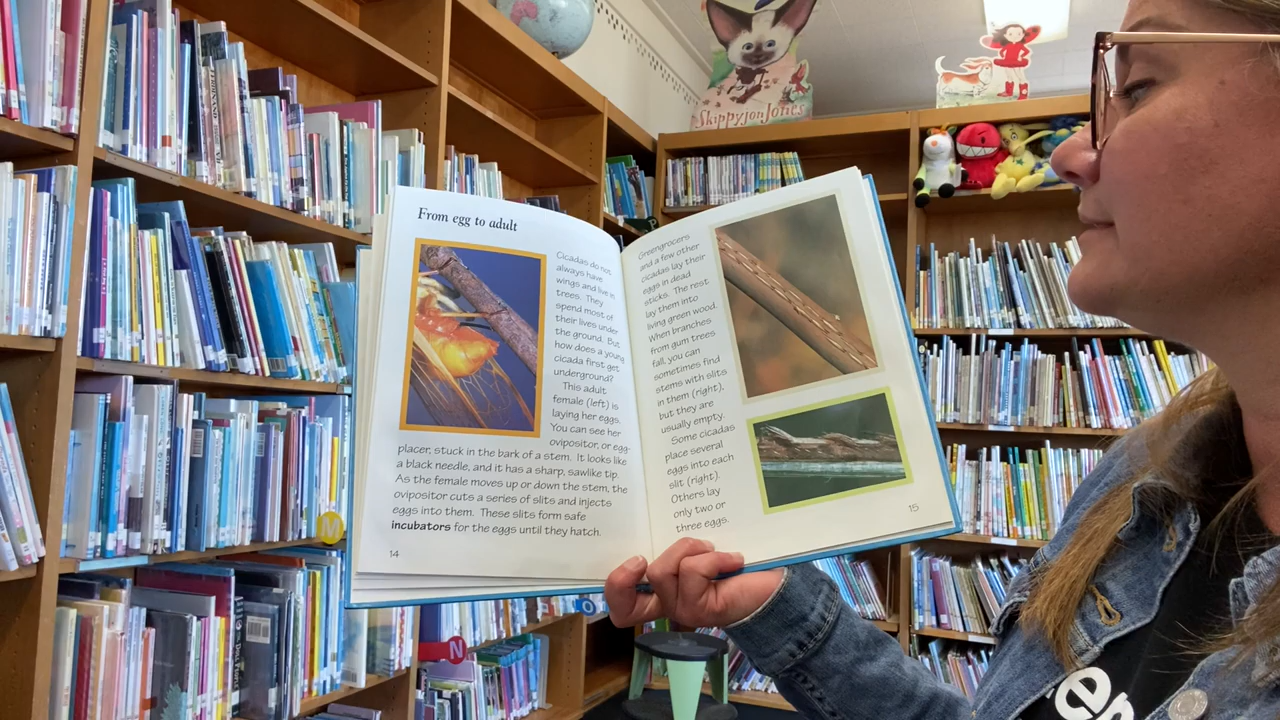 SkippyjonJones
From egg to adult
Cicadas do not
always have
wings and live in
trees. They
spend most of
their lives under
the ground. But
how does a young
cicada first get
underground?
This adult
female (left) is
laying her eggs.
You can see her
ovipositor, or egg-
placer, stuck in the bark of a stem. It looks like
a black needle, and it has a sharp, sawlike tip.
As the female moves up or down the stem, the
ovipositor cuts a series of slits and injects
eggs into them. These slits form safe
incubators for the eggs until they hatch.
14
Greengrocers
and a few other
cicadas lay their
eggs in dead
sticks. The rest
lay them into
living green wood.
When branches
from gum trees
fall, you can
sometimes find
stems with slits
in them (right),
but they are
usually empty.
Some cicadas
place several
eggs into each
slit (right).
Others lay
only two or
three eggs.
15
N
en